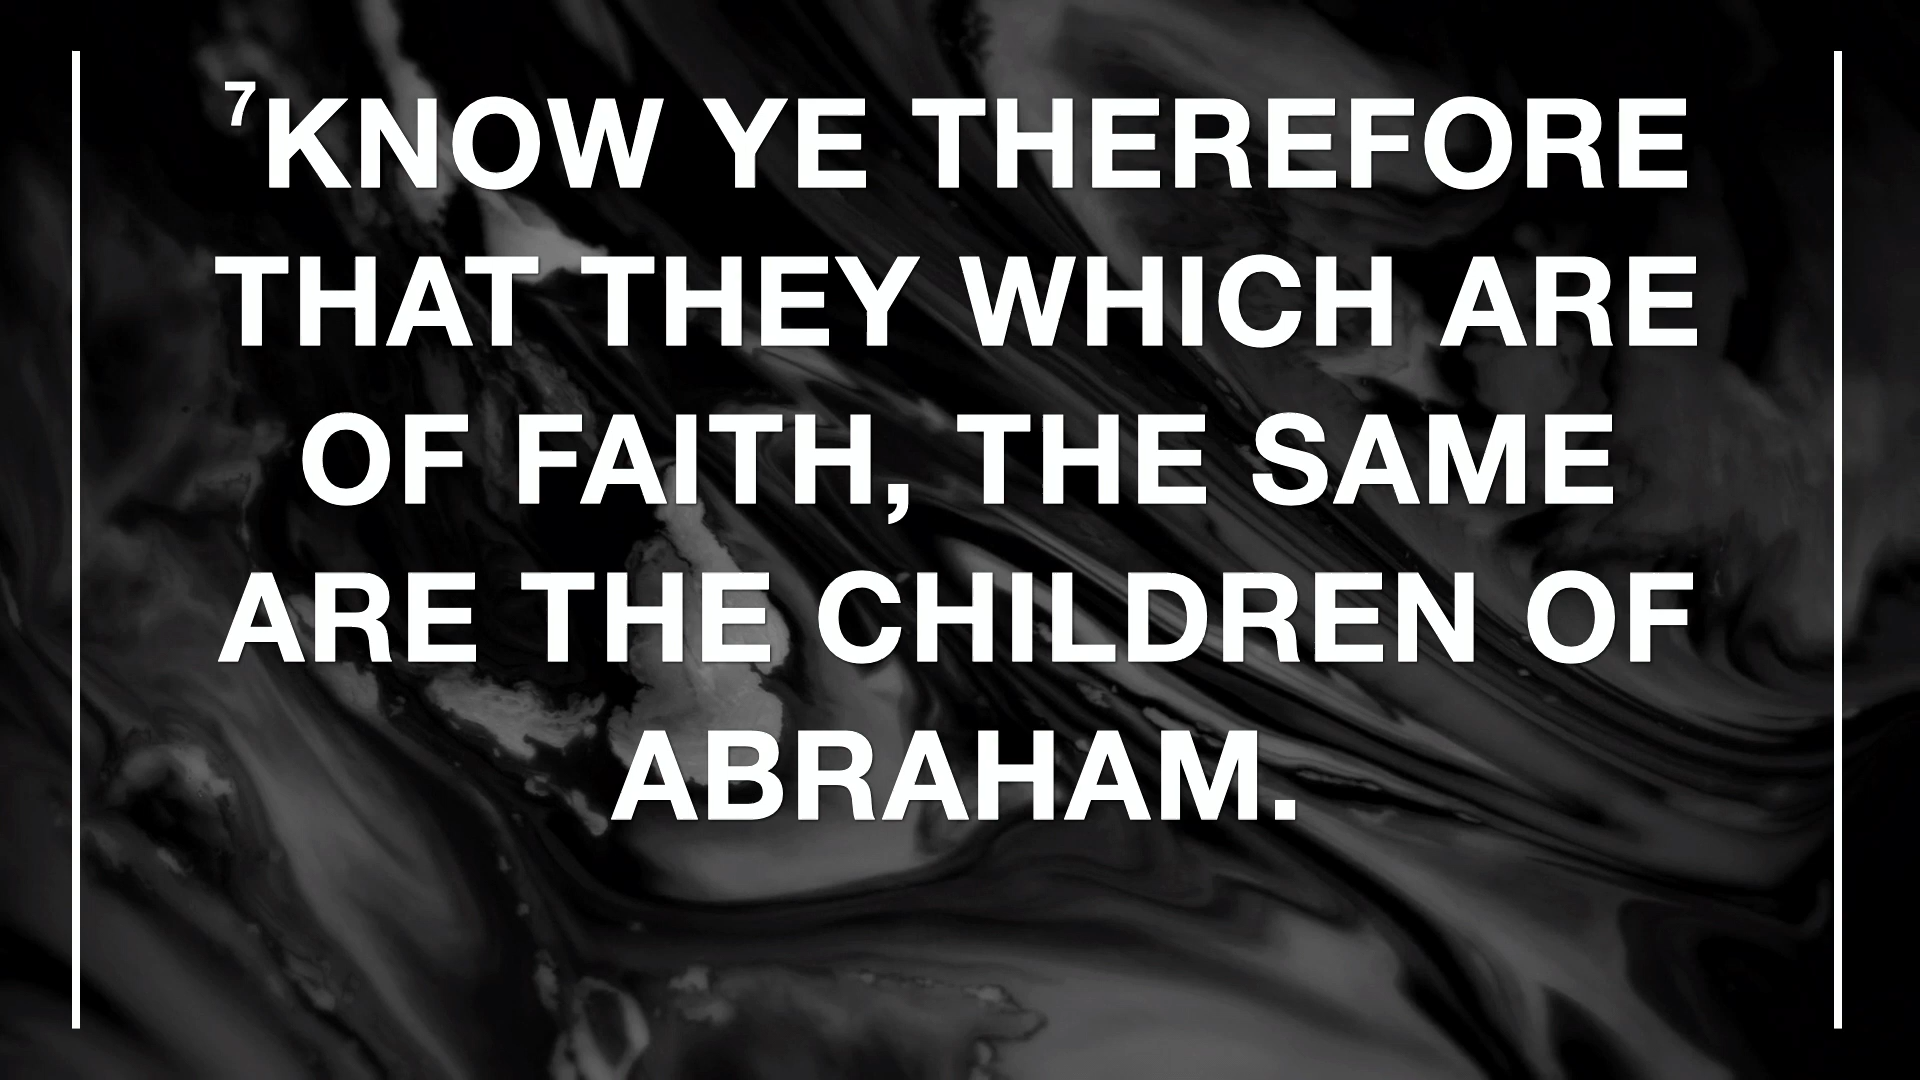 7KNOW YE THEREFORE
THAT THEY WHICH ARE
OF FAITH, THE SAME
ARE THE CHILDREN OF
ABRAHAM.